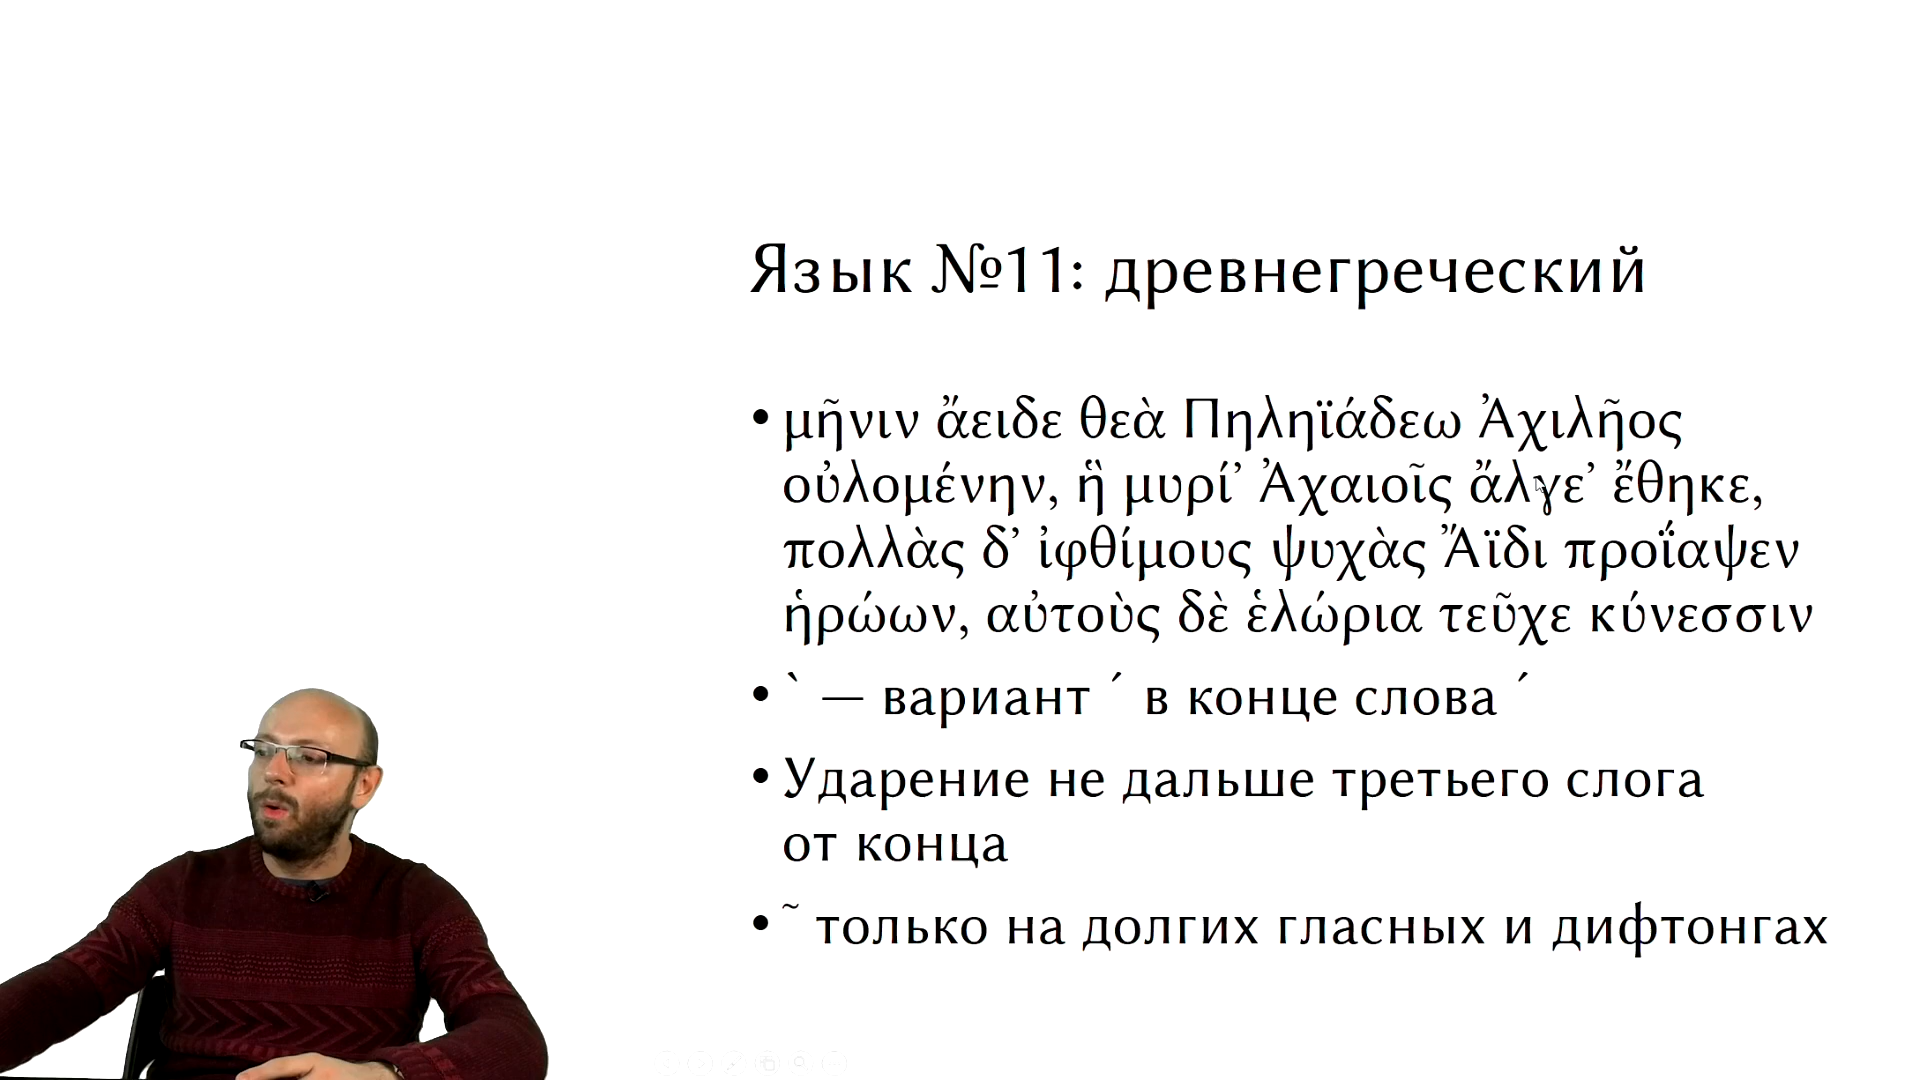 Язык №11: древнегреческий
• μῆνιν ἄειδε θεὰ Πηληϊάδεω Ἀχιλῆος
οὐλομένην, ἣ μυρί’ Ἀχαιοῖς ἄλγε’ ἔθηκε,
πολλὰς δ’ ἰφθίμους ψυχὰς Ἄϊδι προΐαψεν
ἡρώων, αὐτοὺς δὲ ἑλώρια τεῦχε κύνεσσιν
• ` — вариант ´ в конце слова ´
• Ударение не дальше третьего слога
от конца
• ˜ только на долгих гласных и дифтонгах